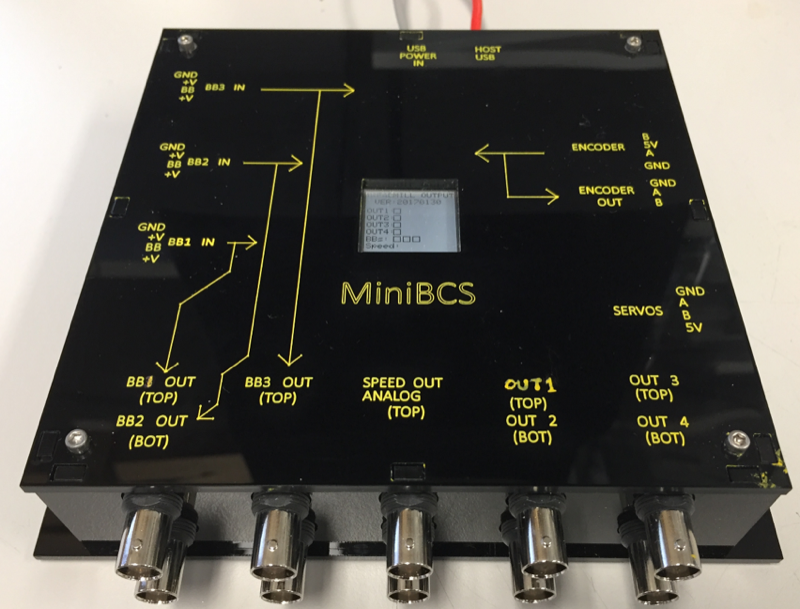 USB
POWER
IN
HOST
USB
GND
+V
BB
+V
BB3 IN
GND
+V
BB
+V
BB2 IN
ENCODER
B
5V
A
GND
ENCODER
OUT
GND
A
B
OUTPUT
OUT1
OUT2
OUT3
OUT4
BBs:
Speed:
GND
+V
BB
+V
BB1 IN
MiniBCS
SERVOS
GND
A
B
5V
BB1 OUT
(TOP)
BB2 OUT
(BOT)
BB3 OUT
(TOP)
SPEED OUT
ANALOG
(TOP)
OUT1
(TOP)
OUT 2
(BOT)
OUT 3
(TOP)
OUT 4
(BOT)